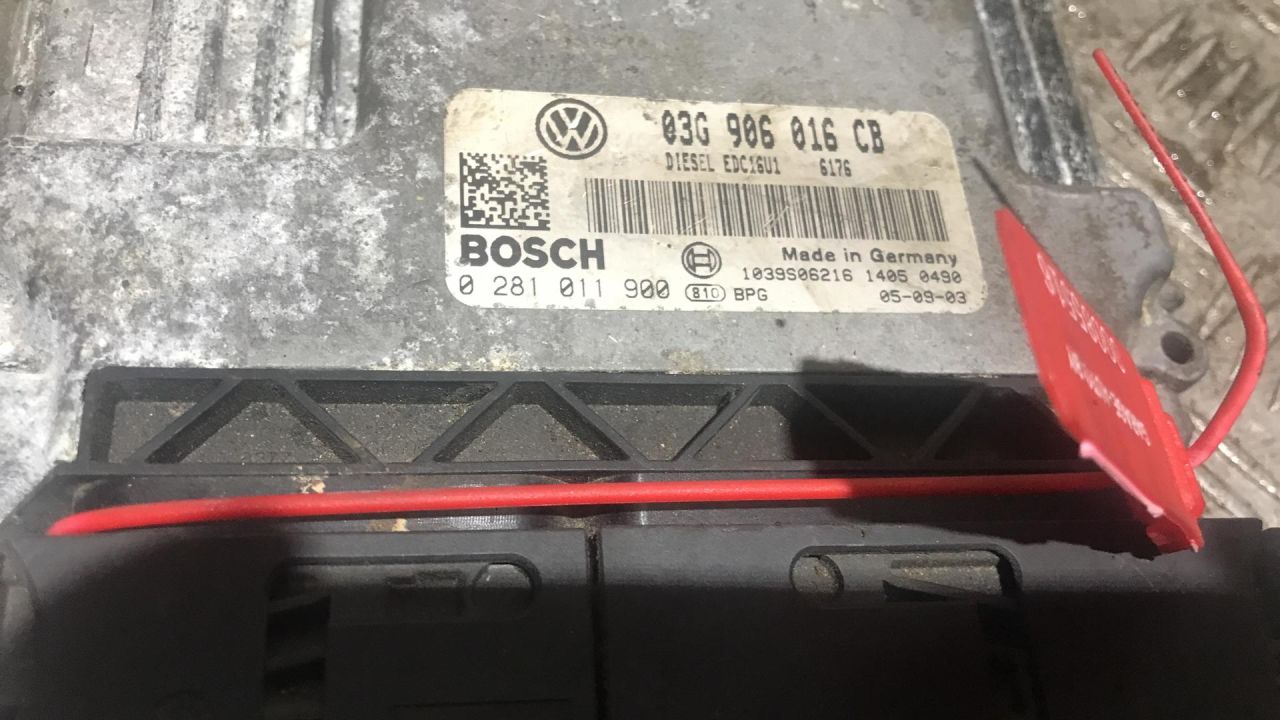 03G 906 016 CB
DIESEL EDC16U1 6176
BOSCH
Made in Germany
1039S06216 1405 0490
0 281 011 900 810 BPG
05-09-03